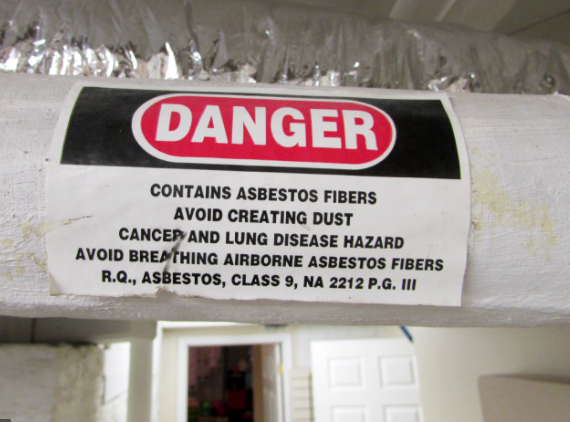 DANGER
CONTAINS ASBESTOS FIBERS
AVOID CREATING DUST
CANCER AND LUNG DISEASE HAZARD
AVOID BREATHING AIRBORNE ASBESTOS FIBERS
R.Q., ASBESTOS, CLASS 9, NA 2212 P.G. III